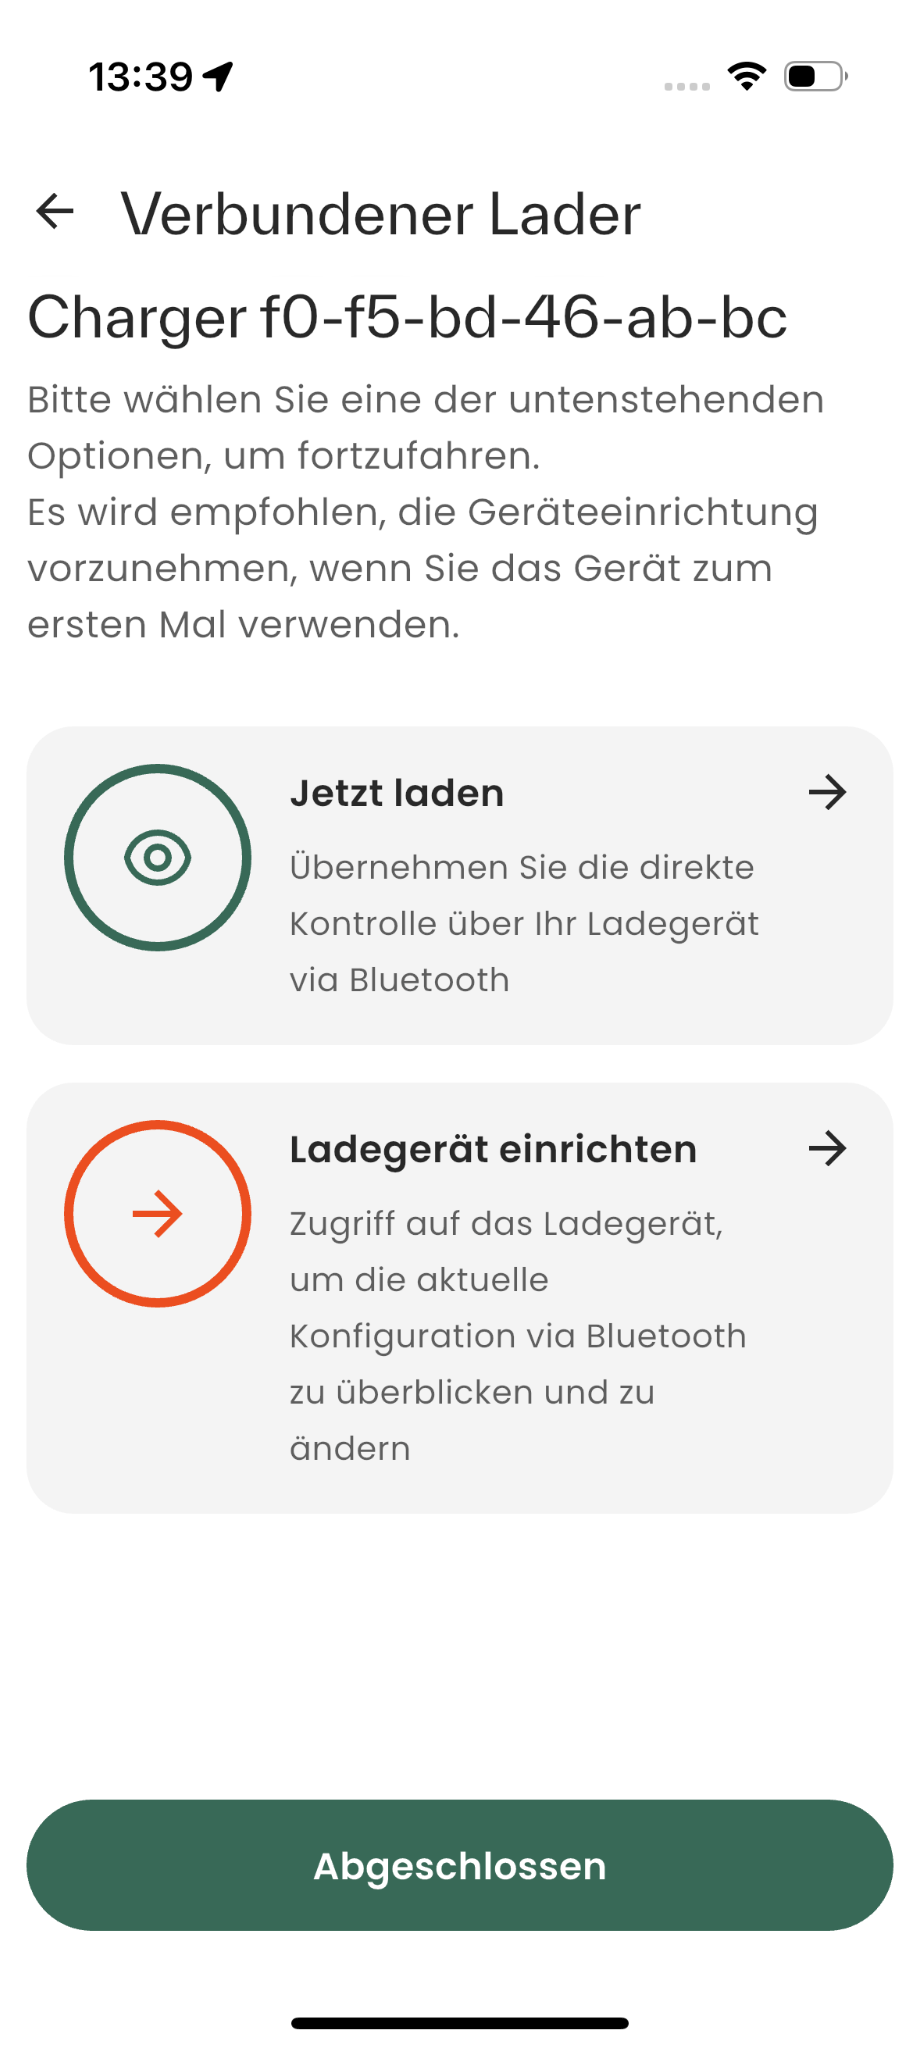 13:39
Verbundener Lader
Charger f0-f5-bd-46-ab-bc
Bitte wählen Sie eine der untenstehenden
Optionen, um fortzufahren.
Es wird empfohlen, die Geräteeinrichtung
vorzunehmen, wenn Sie das Gerät zum
ersten Mal verwenden.
Jetzt laden
Übernehmen Sie die direkte
Kontrolle über Ihr Ladegerät
via Bluetooth
Ladegerät einrichten
Zugriff auf das Ladegerät,
um die aktuelle
Konfiguration via Bluetooth
zu überblicken und zu
ändern
Abgeschlossen